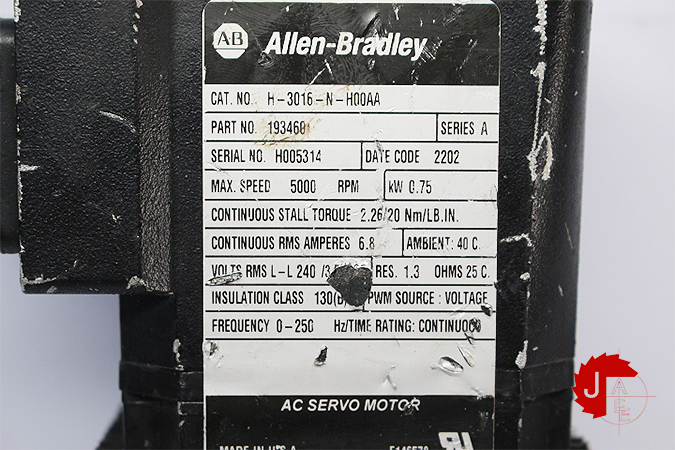 A-B Allen-Bradley
CAT. NO. H-3016-N-H00AA
PART NO. SERIES A
SERIAL NO. H005314 DATE CODE 2202
MAX. SPEED 5000 RPM kW 0.75
CONTINUOUS STALL TORQUE 2.26/20 Nm/LB.IN.
CONTINUOUS RMS AMPERES 6.8 AMBIENT: 40 C.
VOLTS RMS L-L 240 RES. 1.3 OHMS 25 C.
INSULATION CLASS PWM SOURCE : VOLTAGE
FREQUENCY 0-250 Hz/TIME RATING: CONTINUOUS
AC SERVO MOTOR
MADE IN U.S.A.
J A E